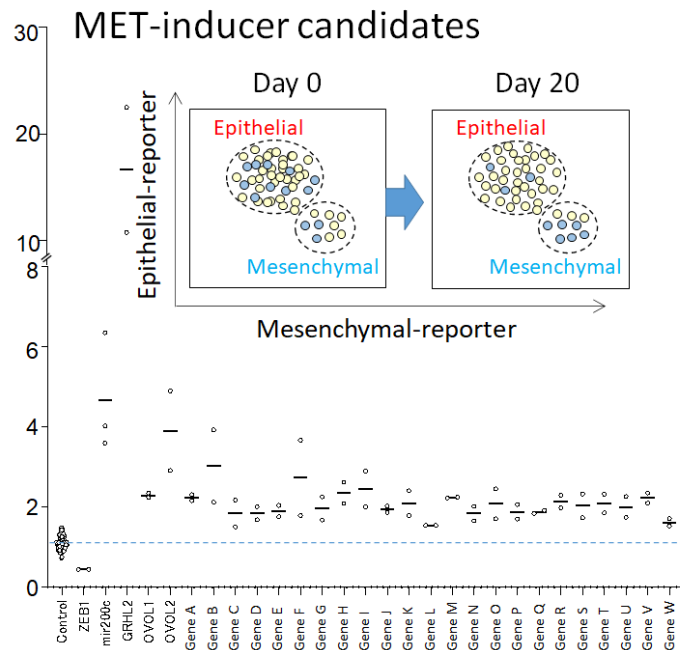 MET-inducer candidates
30
20
10
8
6
4
2
0
Day 0
Day 20
Epithelial
Mesenchymal
Epithelial
Mesenchymal
Epithelial-reporter
Mesenchymal-reporter
Control
ZEB1
mir200c
GRHL2
OVOL1
OVOL2
Gene A
Gene B
Gene C
Gene D
Gene E
Gene F
Gene G
Gene H
Gene I
Gene J
Gene K
Gene L
Gene M
Gene N
Gene O
Gene P
Gene Q
Gene R
Gene S
Gene T
Gene U
Gene V
Gene W